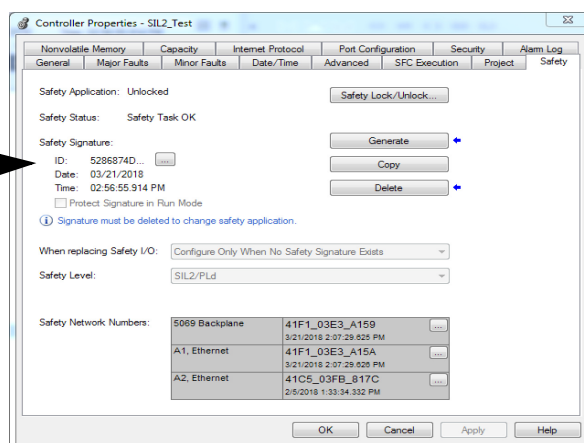 Controller Properties - SIL2_Test
Nonvolatile Memory Capacity Internet Protocol Port Configuration Security Alarm Log
General Major Faults Minor Faults Date/Time Advanced SFC Execution Project Safety
Safety Application: Unlocked
Safety Lock/Unlock...
Safety Status: Safety Task OK
Safety Signature:
Generate
ID: 5286874D... ...
Copy
Date: 03/21/2018
Time: 02:56:55.914 PM
Delete
Protect Signature in Run Mode
Signature must be deleted to change safety application.
When replacing Safety I/O: Configure Only When No Safety Signature Exists
Safety Level: SIL2/PLd
Safety Network Numbers: 5069 Backplane 41F1_03E3_A159 ...
3/21/2018 2:07:29.625 PM
A1, Ethernet 41F1_03E3_A15A ...
3/21/2018 2:07:29.626 PM
A2, Ethernet 41C5_03FB_817C ...
2/5/2018 1:33:34.332 PM
OK Cancel Apply Help